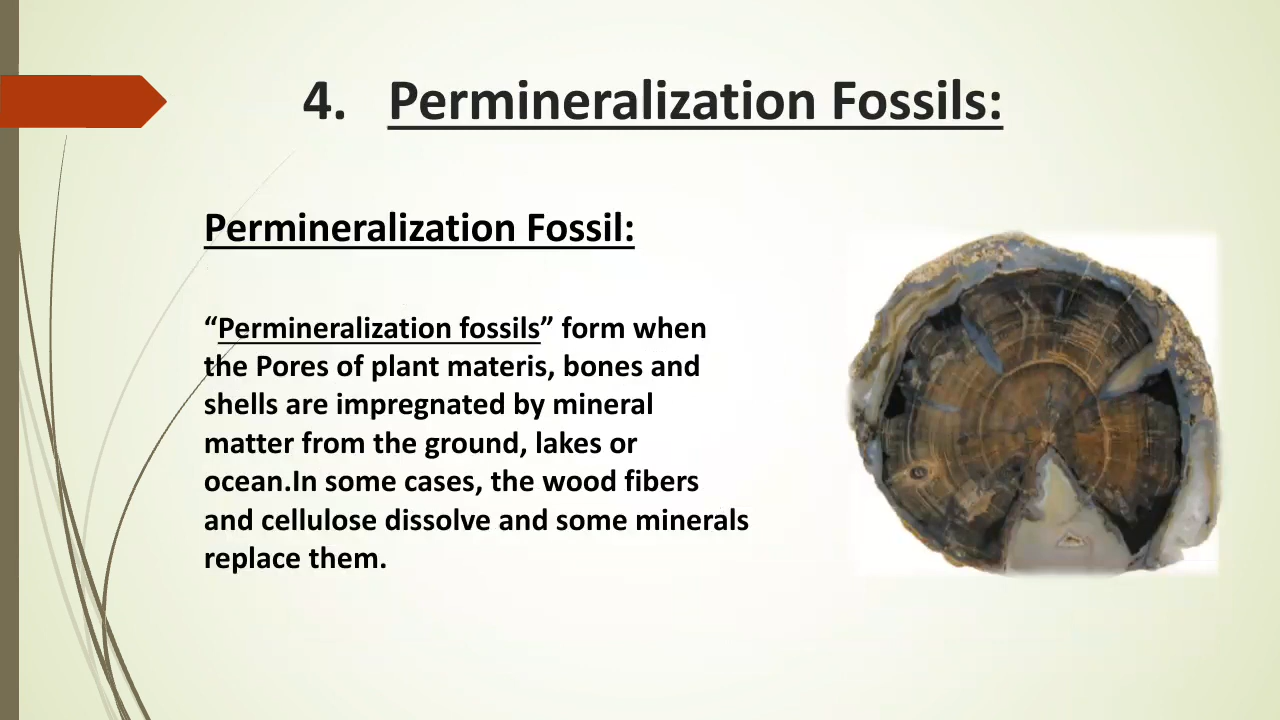 4. Permineralization Fossils:
Permineralization Fossil:
“Permineralization fossils” form when
the Pores of plant materis, bones and
shells are impregnated by mineral
matter from the ground, lakes or
ocean.In some cases, the wood fibers
and cellulose dissolve and some minerals
replace them.